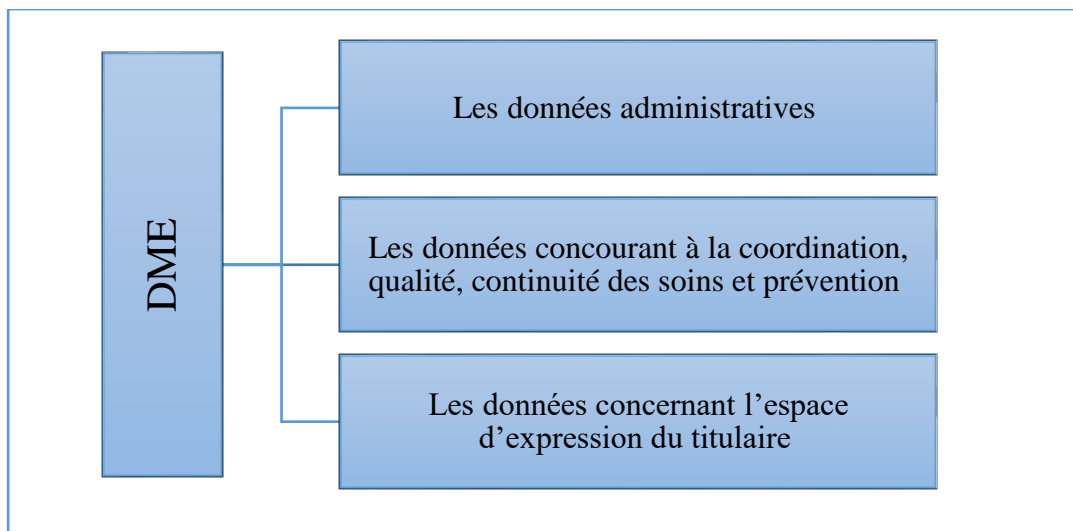 DME
Les données administratives
Les données concourant à la coordination,
qualité, continuité des soins et prévention
Les données concernant l’espace
d’expression du titulaire